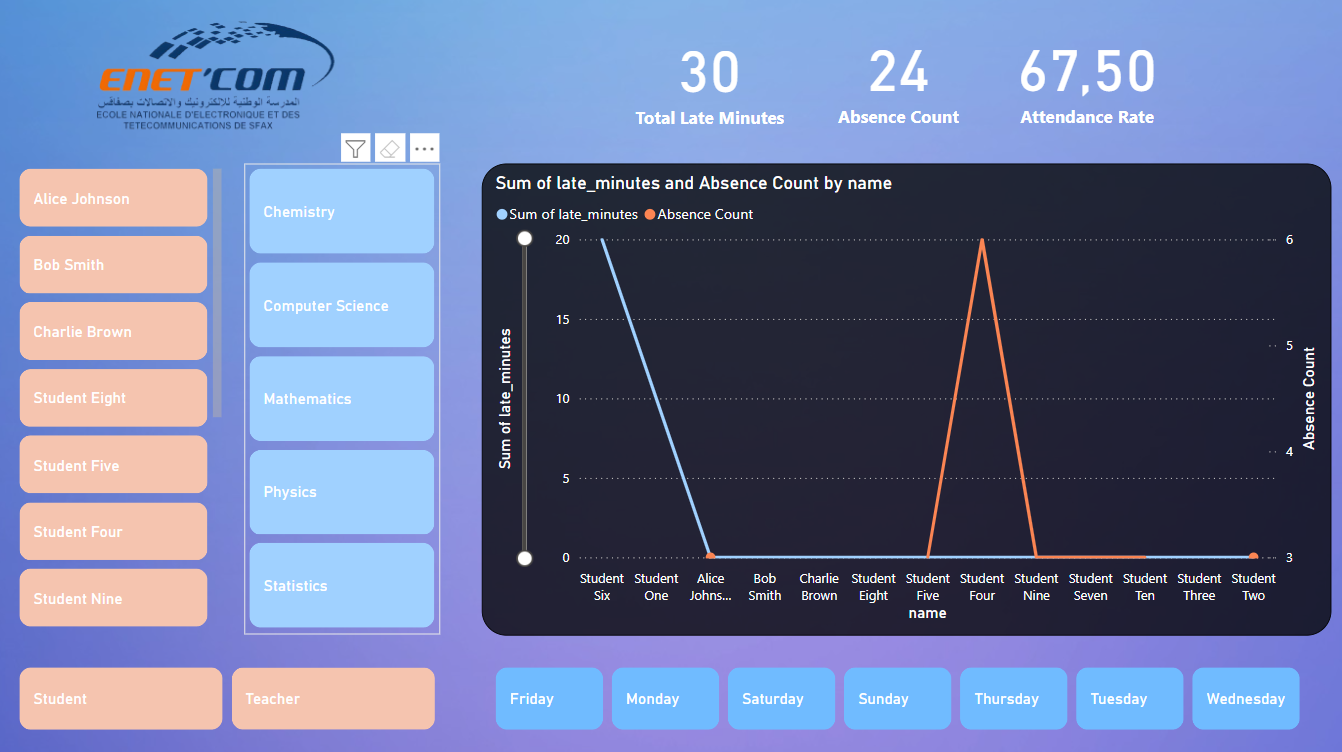 ENET'COM
المدرسة الوطنية للإلكترونيك والاتصالات بصفاقس
ECOLE NATIONALE D'ELECTRONIQUE ET DES
TETECOMMUNICATIONS DE SFAX
30
Total Late Minutes
24
Absence Count
67,50
Attendance Rate
Alice Johnson
Bob Smith
Charlie Brown
Student Eight
Student Five
Student Four
Student Nine
Chemistry
Computer Science
Mathematics
Physics
Statistics
Sum of late_minutes and Absence Count by name
Sum of late_minutes Absence Count
Sum of late_minutes
20
15
10
5
0
6
5
4
3
Absence Count
Student Six
Student One
Alice Johns...
Bob Smith
Charlie Brown
Student Eight
Student Five
Student Four
Student Nine
Student Seven
Student Ten
Student Three
Student Two
name
Student
Teacher
Friday
Monday
Saturday
Sunday
Thursday
Tuesday
Wednesday